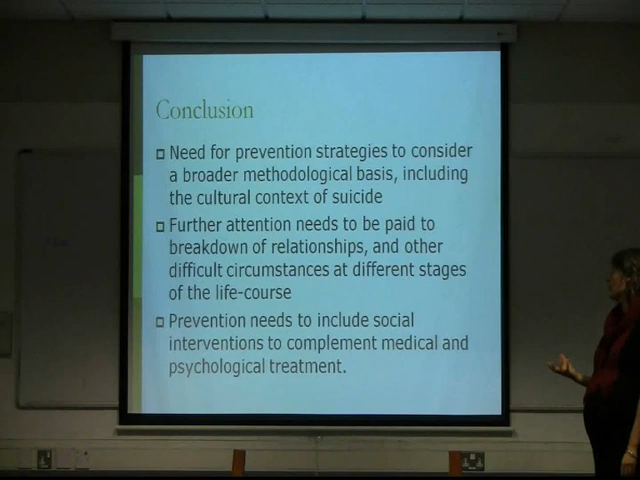 Conclusion
Need for prevention strategies to consider
a broader methodological basis, including
the cultural context of suicide
Further attention needs to be paid to
breakdown of relationships, and other
difficult circumstances at different stages
of the life-course
Prevention needs to include social
interventions to complement medical and
psychological treatment.